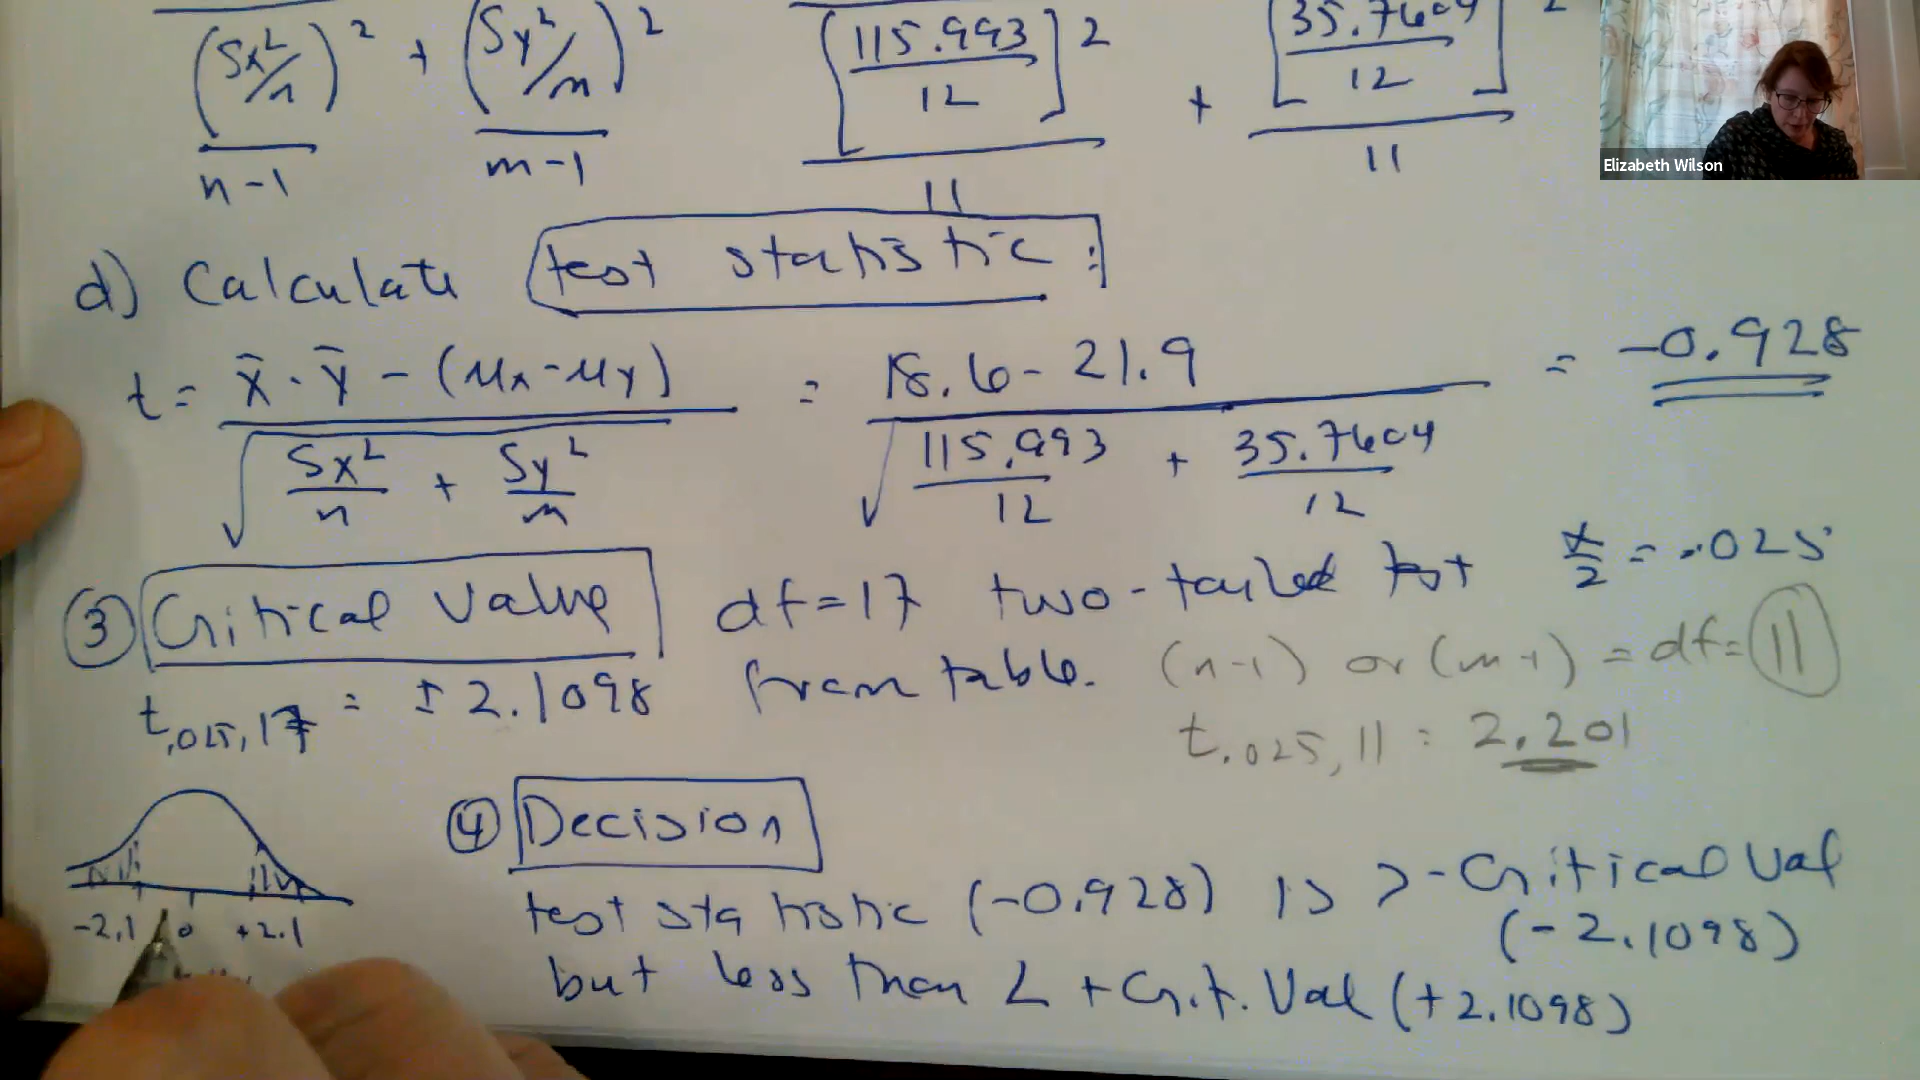 (Sx²/n)² + (Sy²/m)²
n-1 m-1
[115.993/12]² + [35.7604/12]²
11 11
Elizabeth Wilson
d) Calculate test statistic:
t = x̄ - ȳ - (μx - μy) = 18.6 - 21.9 = -0.928
√ Sx²/n + Sy²/m √ 115.993/12 + 35.7604/12
③ Critical Value df = 17 two-tailed test α/2 = .025
from table. (n-1) or (m-1) = df = 11
t.025,17 = ± 2.1098
t.025,11 = 2.201
-2.1 0 +2.1
④ Decision
test statistic (-0.928) is > -Critical Val
(-2.1098)
but less than < + Crit. Val (+2.1098)